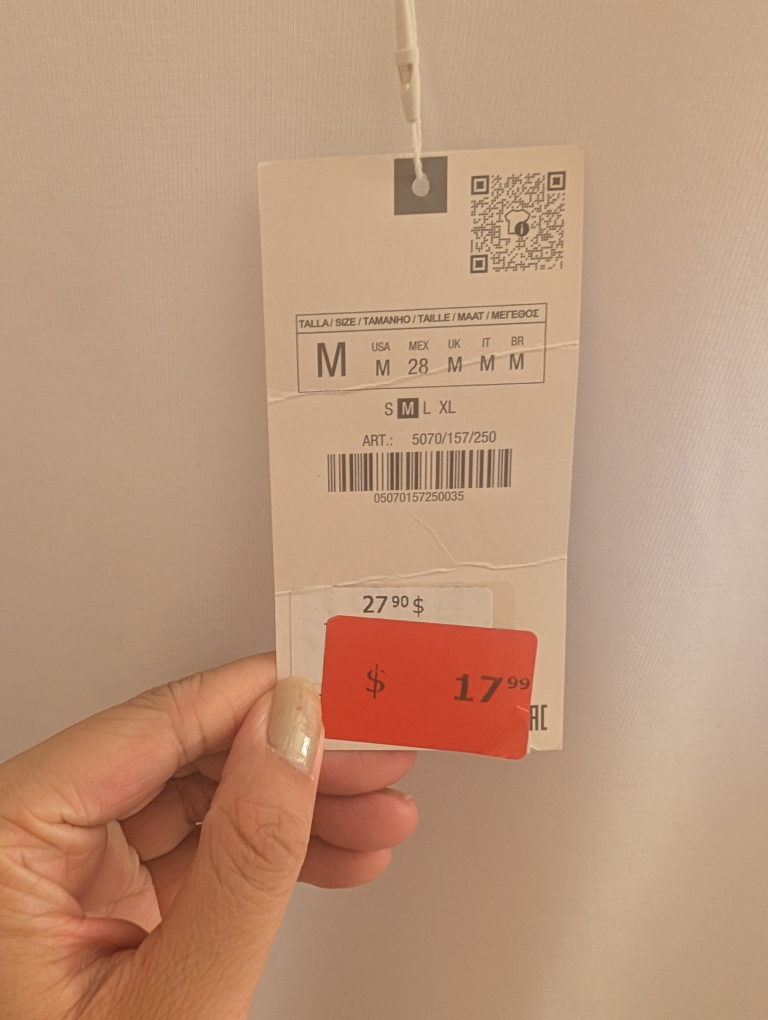 TALLA / SIZE / TAMANHO / TAILLE / MAAT / ΜΕΓΕΘΟΣ
M
USA MEX UK IT BR
M 28 M M M
S M L XL
ART.: 5070/157/250
05070157250035
27 90 $
$ 17 99